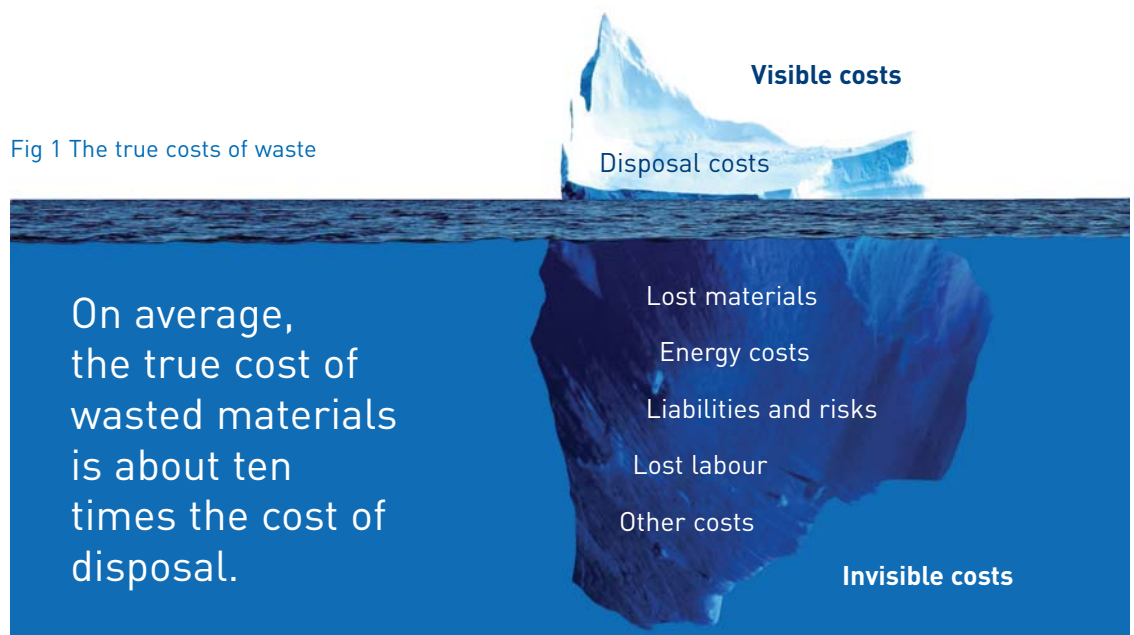 Visible costs
Fig 1 The true costs of waste
Disposal costs
On average,
the true cost of
wasted materials
is about ten
times the cost of
disposal.
Lost materials
Energy costs
Liabilities and risks
Lost labour
Other costs
Invisible costs